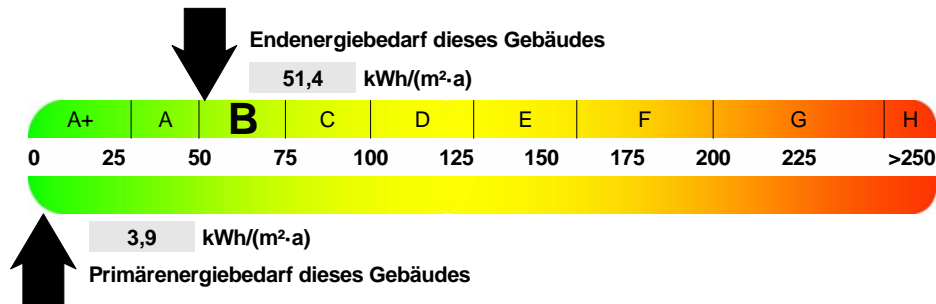 Endenergiebedarf dieses Gebäudes
51,4 kWh/(m²·a)
A+ A B C D E F G H
0 25 50 75 100 125 150 175 200 225 >250
3,9 kWh/(m²·a)
Primärenergiebedarf dieses Gebäudes